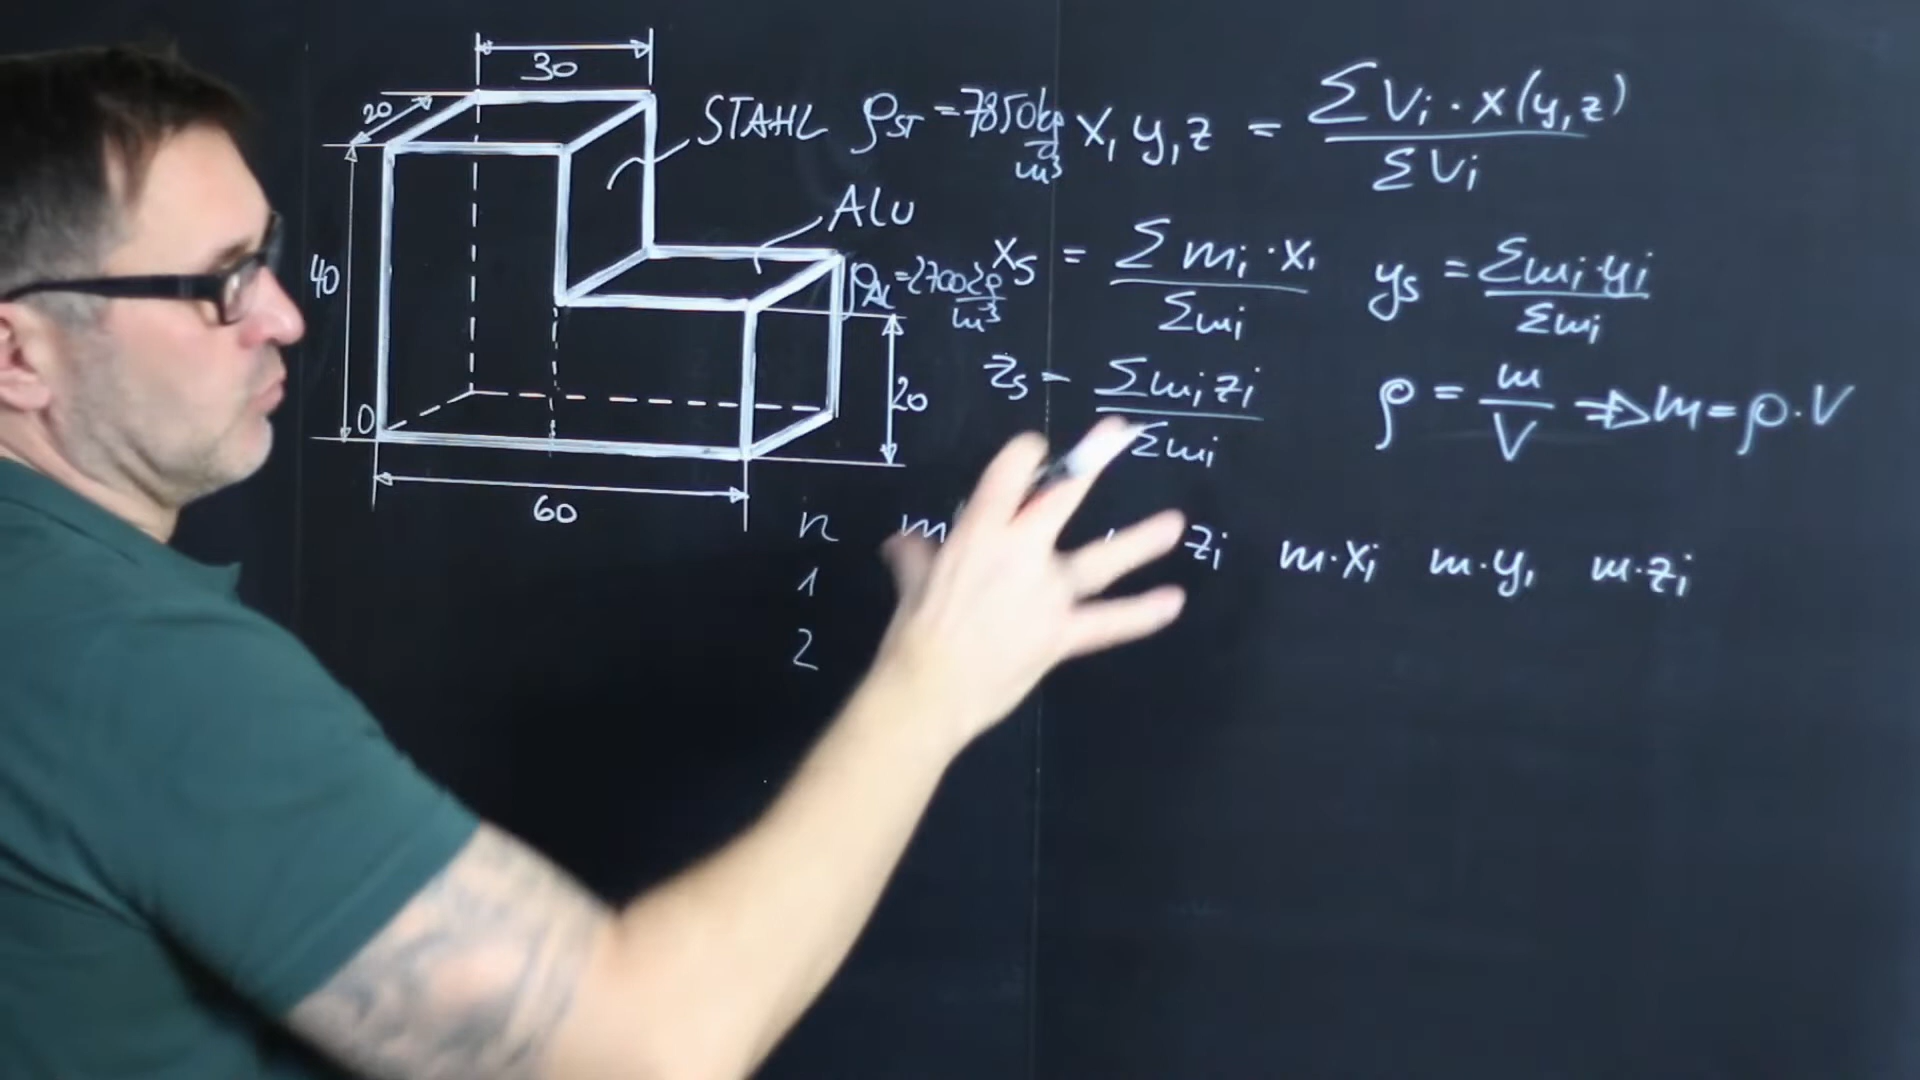 30
20
STAHL ρST = 7850 kg/m³
x, y, z = ΣVi · x(y,z) / ΣVi
ALU
ρAL = 2700 kg/m³
xS = Σmi · xi / Σmi
yS = Σmi · yi / Σmi
40
zS = Σmi zi / Σmi
ρ = m / V ⇒ m = ρ · V
20
0
60
n m zi m·xi m·yi m·zi
1
2